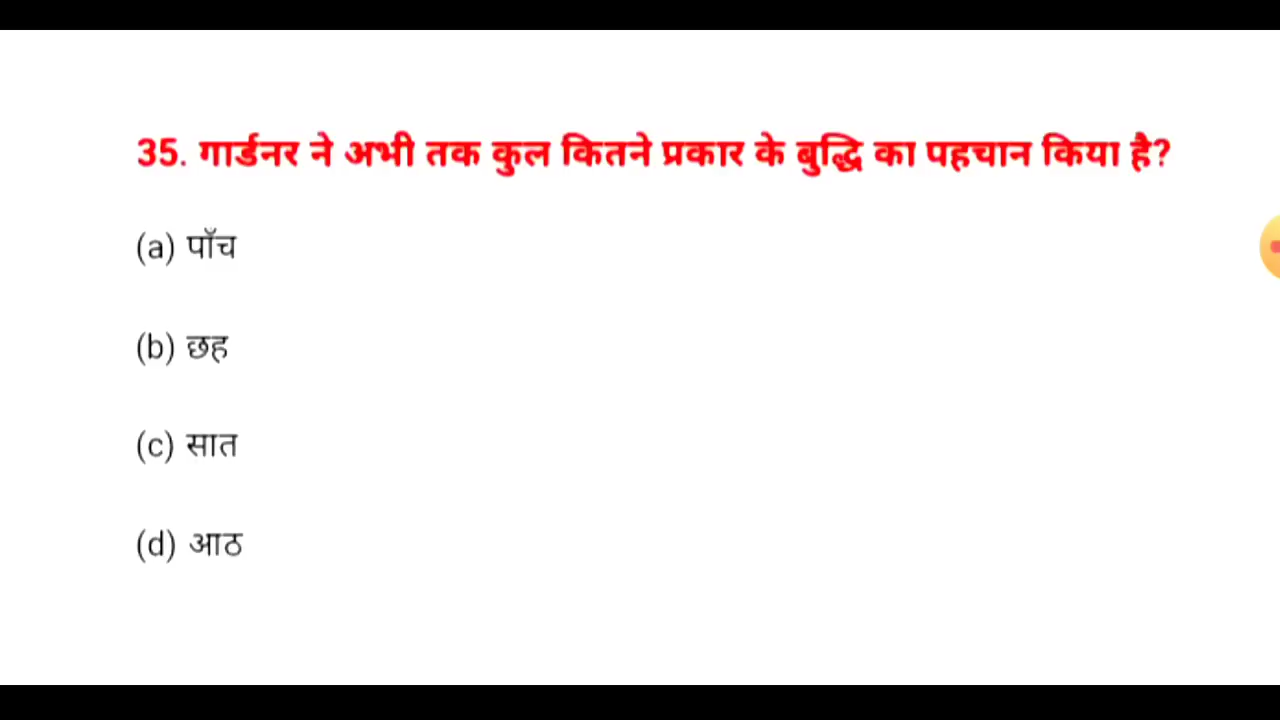 35. गार्डनर ने अभी तक कुल कितने प्रकार के बुद्धि का पहचान किया है?
(a) पाँच
(b) छह
(c) सात
(d) आठ